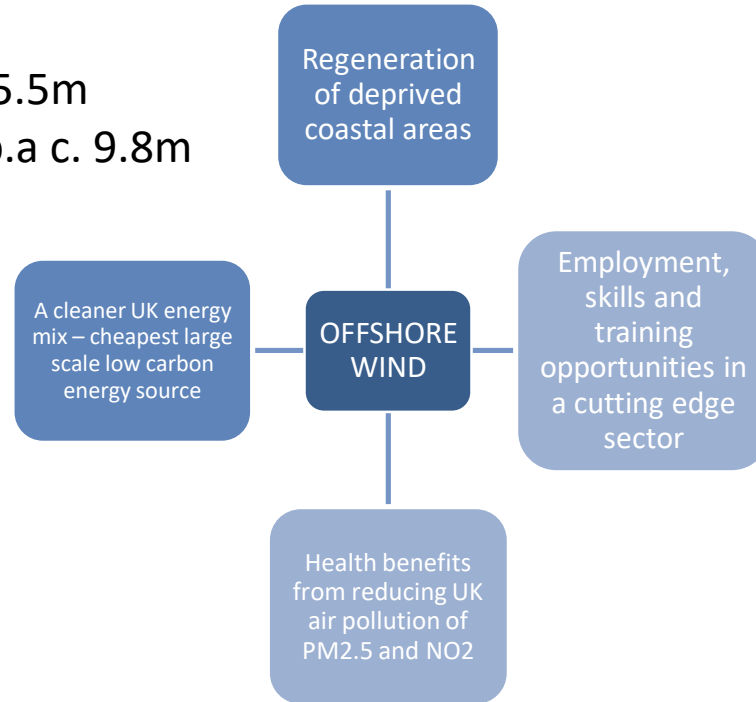 5.5m
p.a c. 9.8m
Regeneration
of deprived
coastal areas
A cleaner UK energy
mix – cheapest large
scale low carbon
energy source
OFFSHORE
WIND
Employment,
skills and
training
opportunities in
a cutting edge
sector
Health benefits
from reducing UK
air pollution of
PM2.5 and NO2